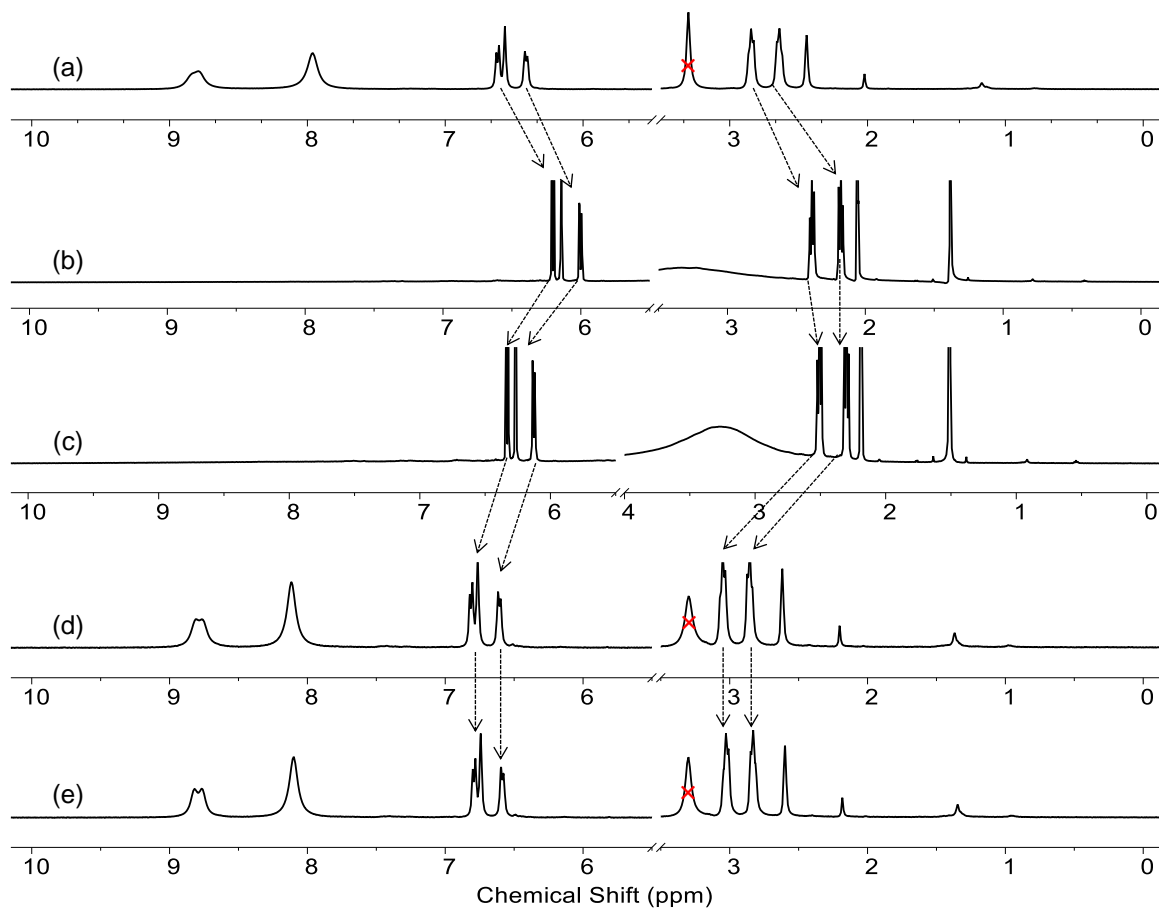 (a)
10 9 8 7 6 3 2 1 0
(b)
10 9 8 7 6 3 2 1 0
(c)
10 9 8 7 6 4 3 2 1 0
(d)
10 9 8 7 6 3 2 1 0
(e)
10 9 8 7 6 3 2 1 0
Chemical Shift (ppm)